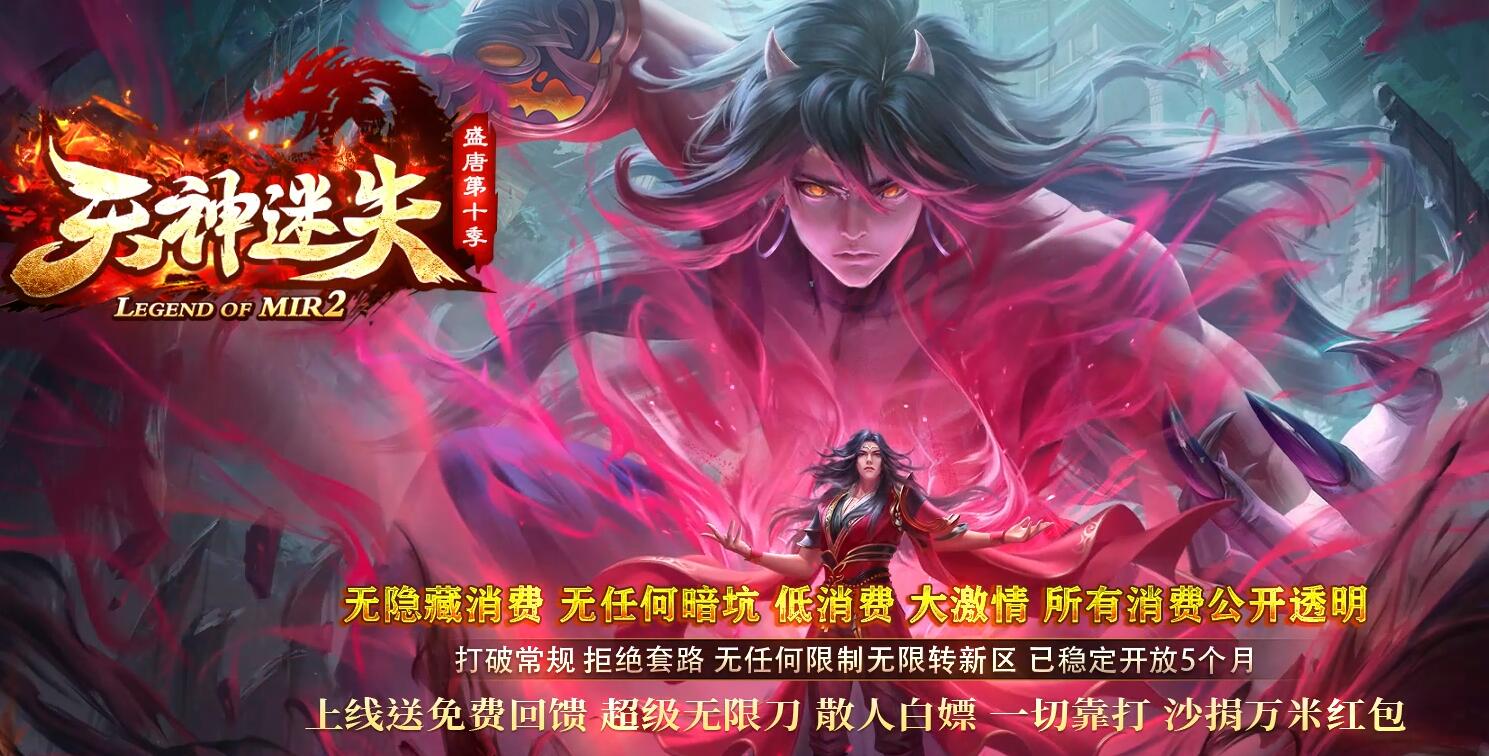 天神迷失
盛唐第十季
LEGEND OF MIR2
无隐藏消费 无任何暗坑 低消费 大激情 所有消费公开透明
打破常规 拒绝套路 无任何限制无限转新区 已稳定开放5个月
上线送免费回馈 超级无限刀 散人白嫖 一切靠打 沙捐万米红包